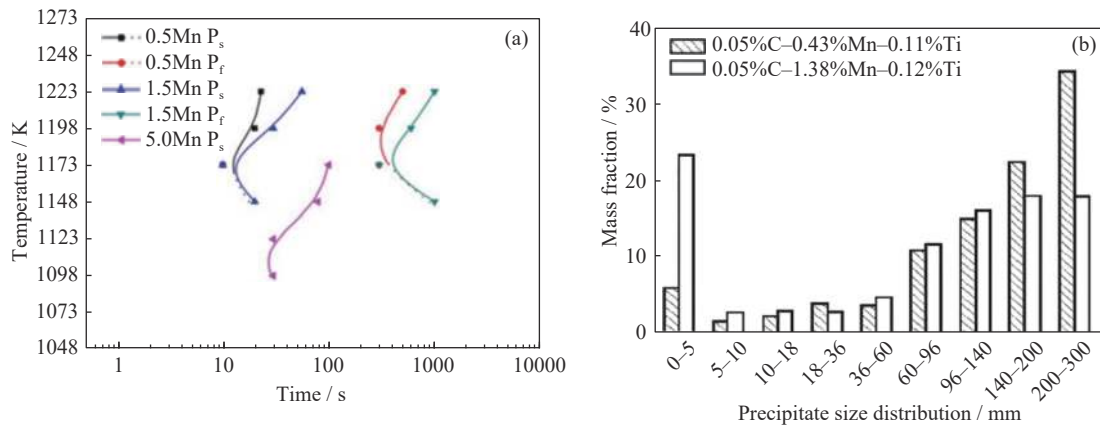 (a)
0.5Mn Ps
0.5Mn Pf
1.5Mn Ps
1.5Mn Pf
5.0Mn Ps
Temperature / K
1273
1248
1223
1198
1173
1148
1123
1098
1073
1048
1 10 100 1000 10000
Time / s
(b)
0.05%C–0.43%Mn–0.11%Ti
0.05%C–1.38%Mn–0.12%Ti
Mass fraction / %
40
30
20
10
0
0–5 5–10 10–18 18–36 36–60 60–96 96–140 140–200 200–300
Precipitate size distribution / mm